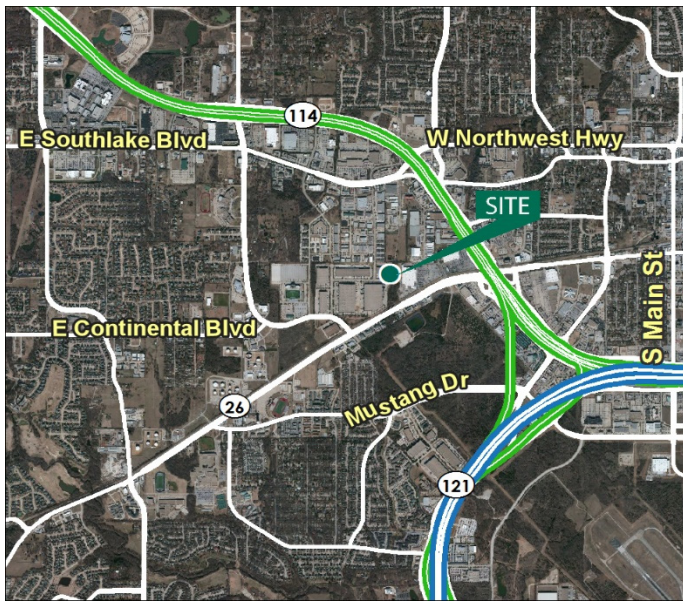 114
E Southlake Blvd
W Northwest Hwy
SITE
S Main St
E Continental Blvd
Mustang Dr
26
121